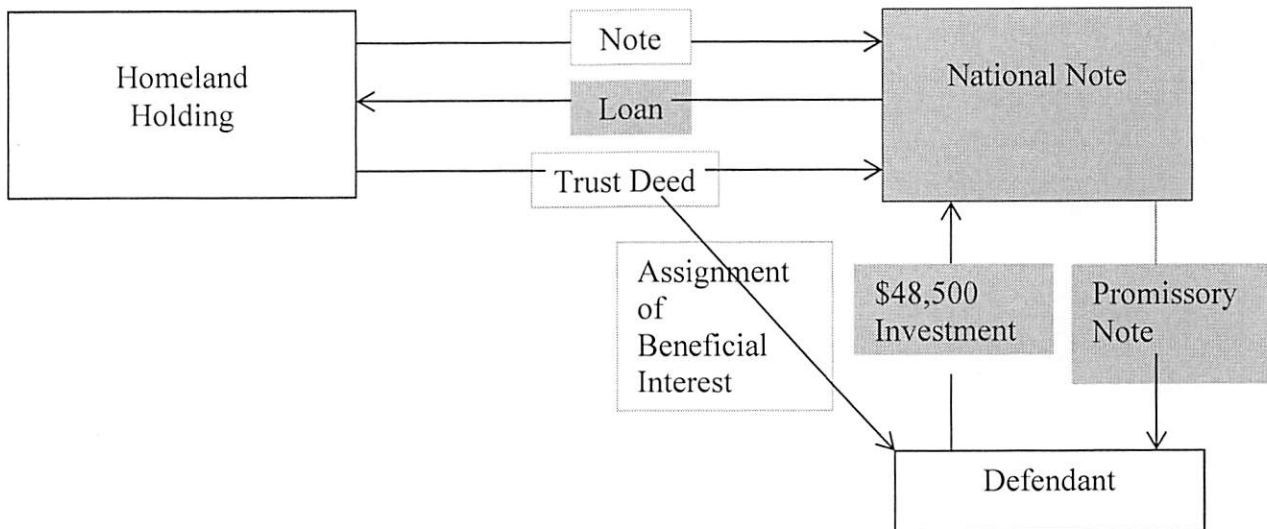 Homeland
Holding
Note
Loan
Trust Deed
National Note
Assignment
of
Beneficial
Interest
$48,500
Investment
Promissory
Note
Defendant